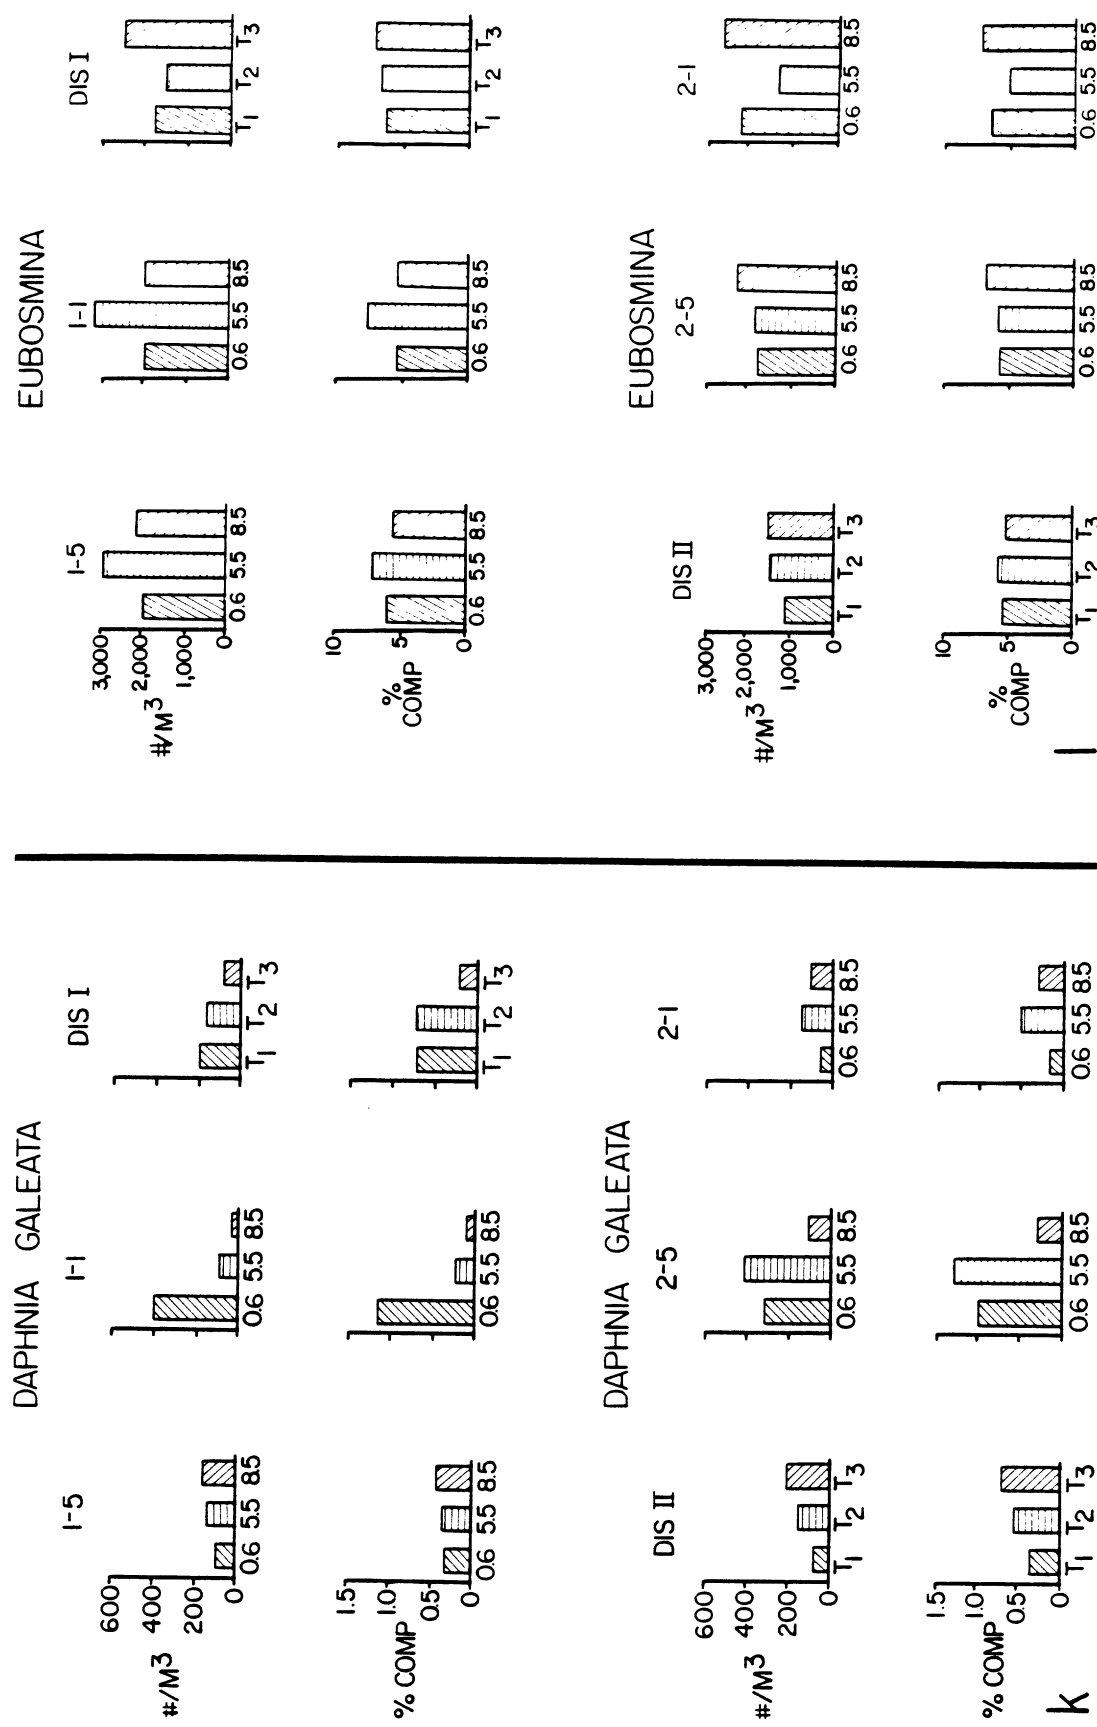 DAPHNIA GALEATA
1-5 1-1 DIS I
#/M3
600
400
200
0
0.6 5.5 8.5 0.6 5.5 8.5 T1 T2 T3
% COMP
1.5
1.0
0.5
0
0.6 5.5 8.5 0.6 5.5 8.5 T1 T2 T3
DAPHNIA GALEATA
DIS II 2-5 2-1
#/M3
600
400
200
0
T1 T2 T3 0.6 5.5 8.5 0.6 5.5 8.5
% COMP
1.5
1.0
0.5
0
T1 T2 T3 0.6 5.5 8.5 0.6 5.5 8.5
k
EUBOSMINA
1-5 1-1 DIS I
#/M3
3,000
2,000
1,000
0
0.6 5.5 8.5 0.6 5.5 8.5 T1 T2 T3
%
COMP
10
5
0
0.6 5.5 8.5 0.6 5.5 8.5 T1 T2 T3
EUBOSMINA
DIS II 2-5 2-1
#/M3
3,000
2,000
1,000
0
T1 T2 T3 0.6 5.5 8.5 0.6 5.5 8.5
%
COMP
10
5
0
T1 T2 T3 0.6 5.5 8.5 0.6 5.5 8.5
l